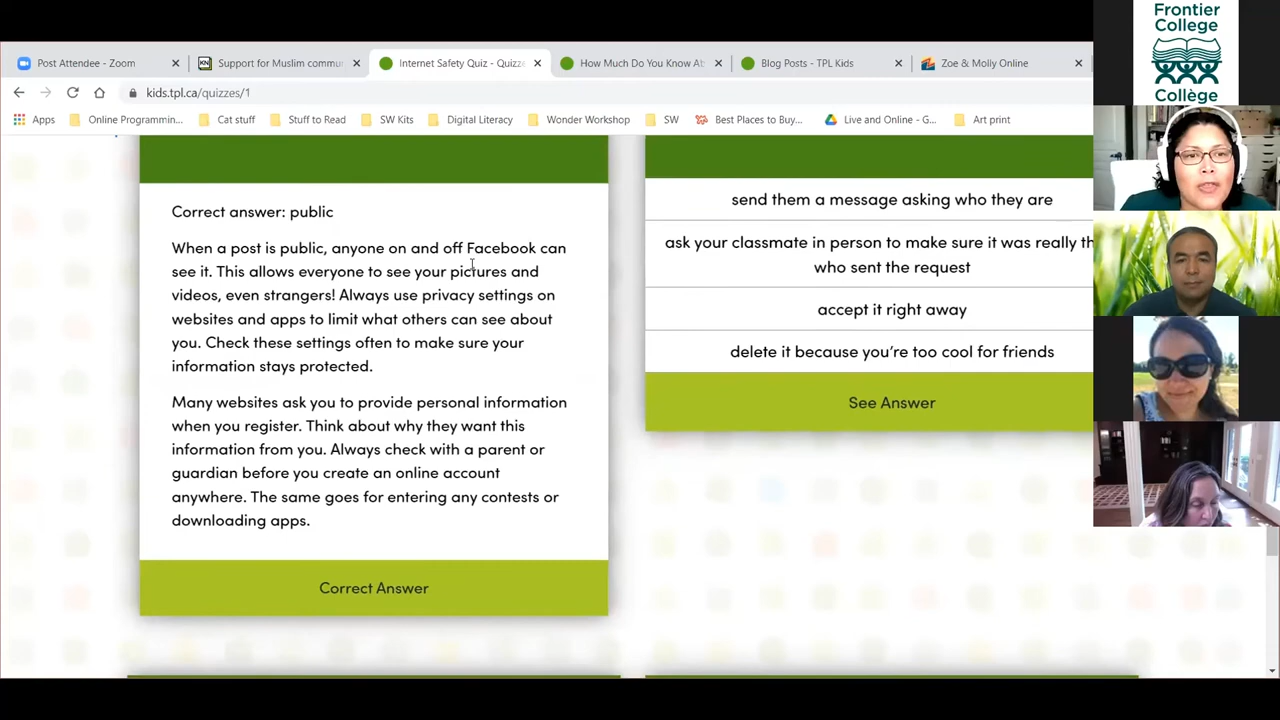 Frontier
College
Collège
Post Attendee - Zoom
Support for Muslim commu
Internet Safety Quiz - Quizze
How Much Do You Know Ab
Blog Posts - TPL Kids
Zoe & Molly Online
kids.tpl.ca/quizzes/1
Apps
Online Programmin...
Cat stuff
Stuff to Read
SW Kits
Digital Literacy
Wonder Workshop
SW
Best Places to Buy...
Live and Online - G...
Art print
Correct answer: public
When a post is public, anyone on and off Facebook can
see it. This allows everyone to see your pictures and
videos, even strangers! Always use privacy settings on
websites and apps to limit what others can see about
you. Check these settings often to make sure your
information stays protected.
Many websites ask you to provide personal information
when you register. Think about why they want this
information from you. Always check with a parent or
guardian before you create an online account
anywhere. The same goes for entering any contests or
downloading apps.
Correct Answer
send them a message asking who they are
ask your classmate in person to make sure it was really th
who sent the request
accept it right away
delete it because you're too cool for friends
See Answer